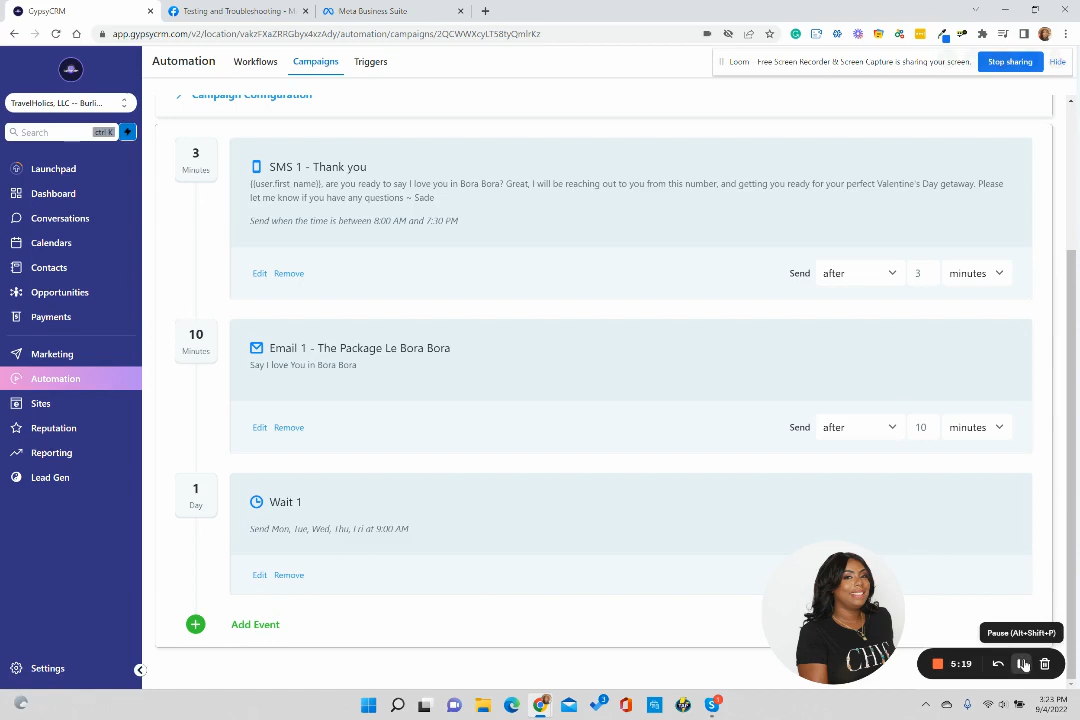 GypsyCRM
Testing and Troubleshooting - M
Meta Business Suite
app.gypsycrm.com/v2/location/vakzFXaZRRGbyx4xzAdy/automation/campaigns/2QCWWXcyLT58tyQmlrKz
Automation
Workflows
Campaigns
Triggers
Loom
Free Screen Recorder & Screen Capture is sharing your screen.
Stop sharing
Hide
TravelHolics, LLC -- Burli...
Search
ctrl K
Launchpad
Dashboard
Conversations
Calendars
Contacts
Opportunities
Payments
Marketing
Automation
Sites
Reputation
Reporting
Lead Gen
Settings
Campaign Configuration
3
Minutes
SMS 1 - Thank you
{{user.first_name}}, are you ready to say I love you in Bora Bora? Great, I will be reaching out to you from this number, and getting you ready for your perfect Valentine's Day getaway. Please
let me know if you have any questions ~ Sade
Send when the time is between 8:00 AM and 7:30 PM
Edit Remove
Send after 3 minutes
10
Minutes
Email 1 - The Package Le Bora Bora
Say I love You in Bora Bora
Edit Remove
Send after 10 minutes
1
Day
Wait 1
Send Mon, Tue, Wed, Thu, Fri at 9:00 AM
Edit Remove
Add Event
Pause (Alt+Shift+P)
5:19
3:23 PM
9/4/2022